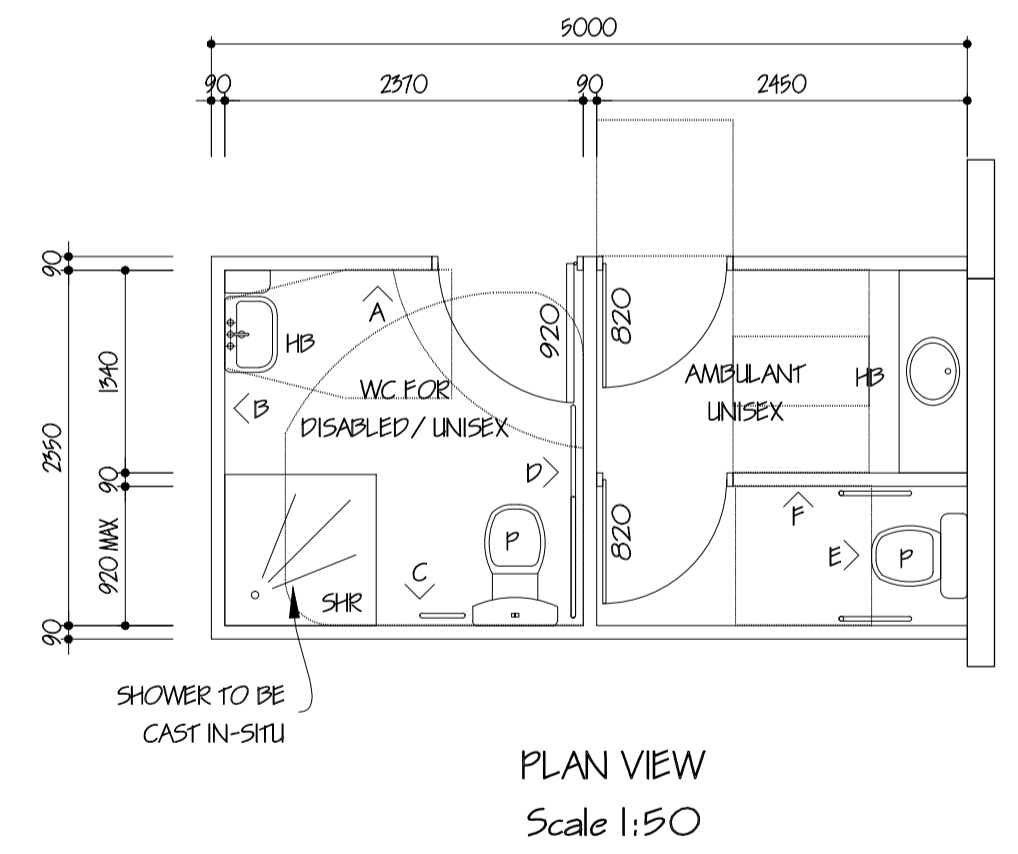 5000
90 2370 90 2450
90
2350
1340
90
920 MAX
90
A
HB
B
WC FOR
DISABLED / UNISEX
920
820
AMBULANT
UNISEX
HB
D
C
P
SHR
820
F
E
P
SHOWER TO BE
CAST IN-SITU
PLAN VIEW
Scale 1:50